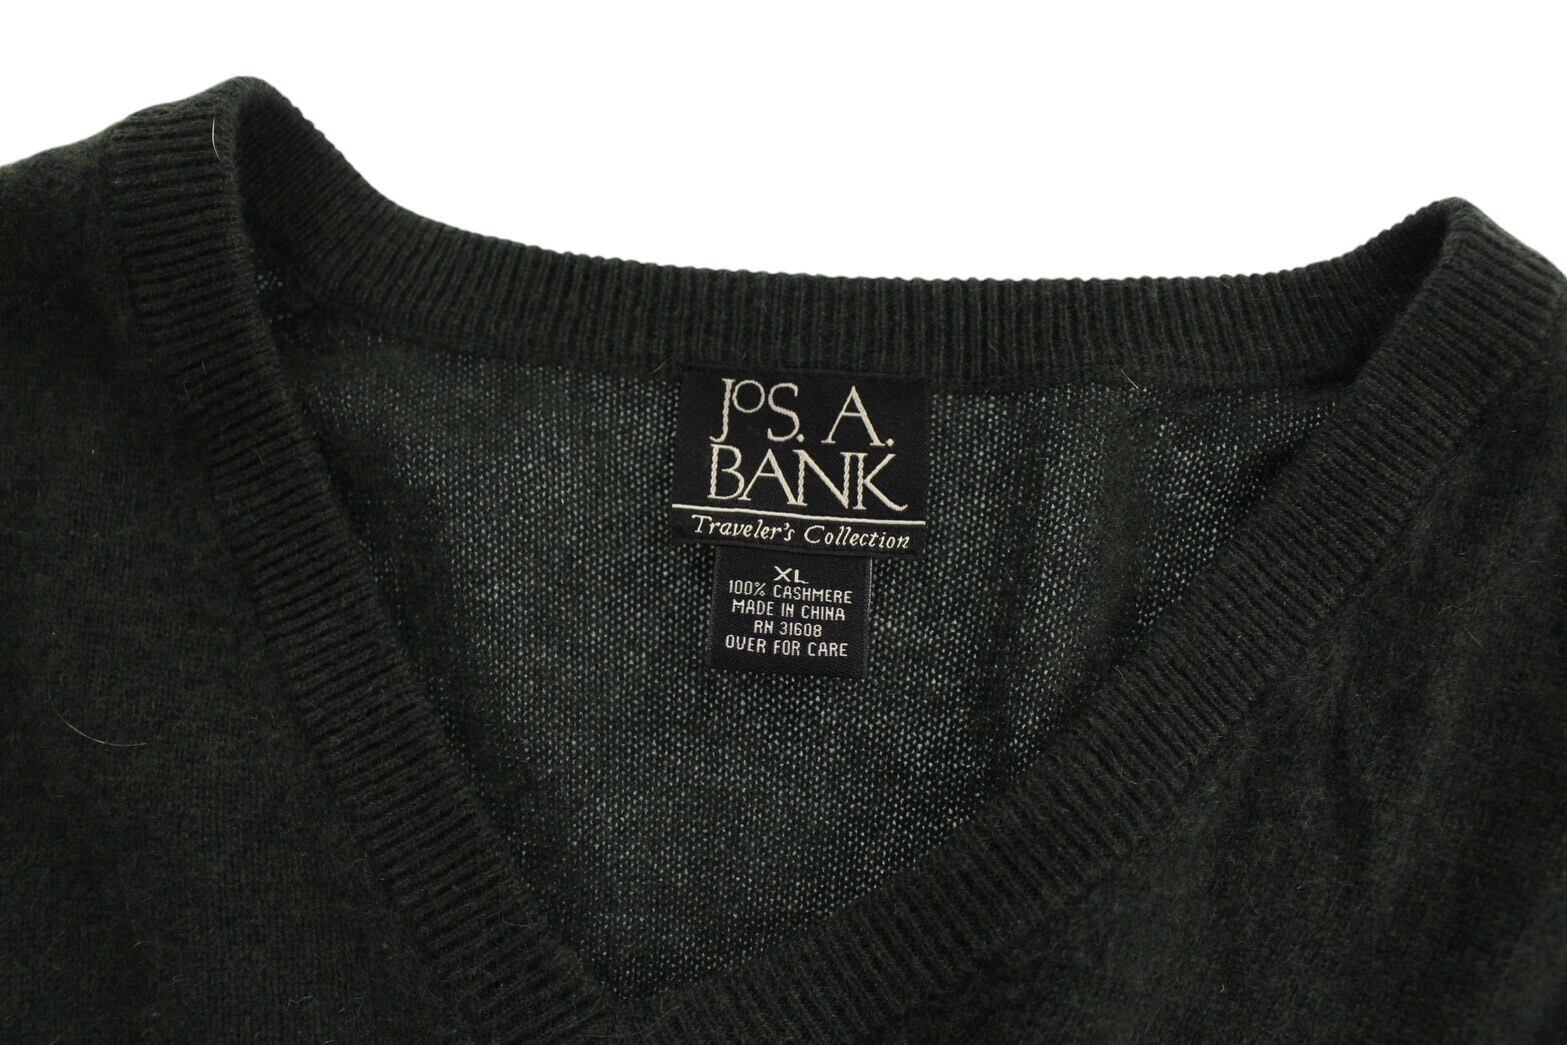 JOS. A.
BANK
Traveler's Collection
XL
100% CASHMERE
MADE IN CHINA
RN 31608
OVER FOR CARE